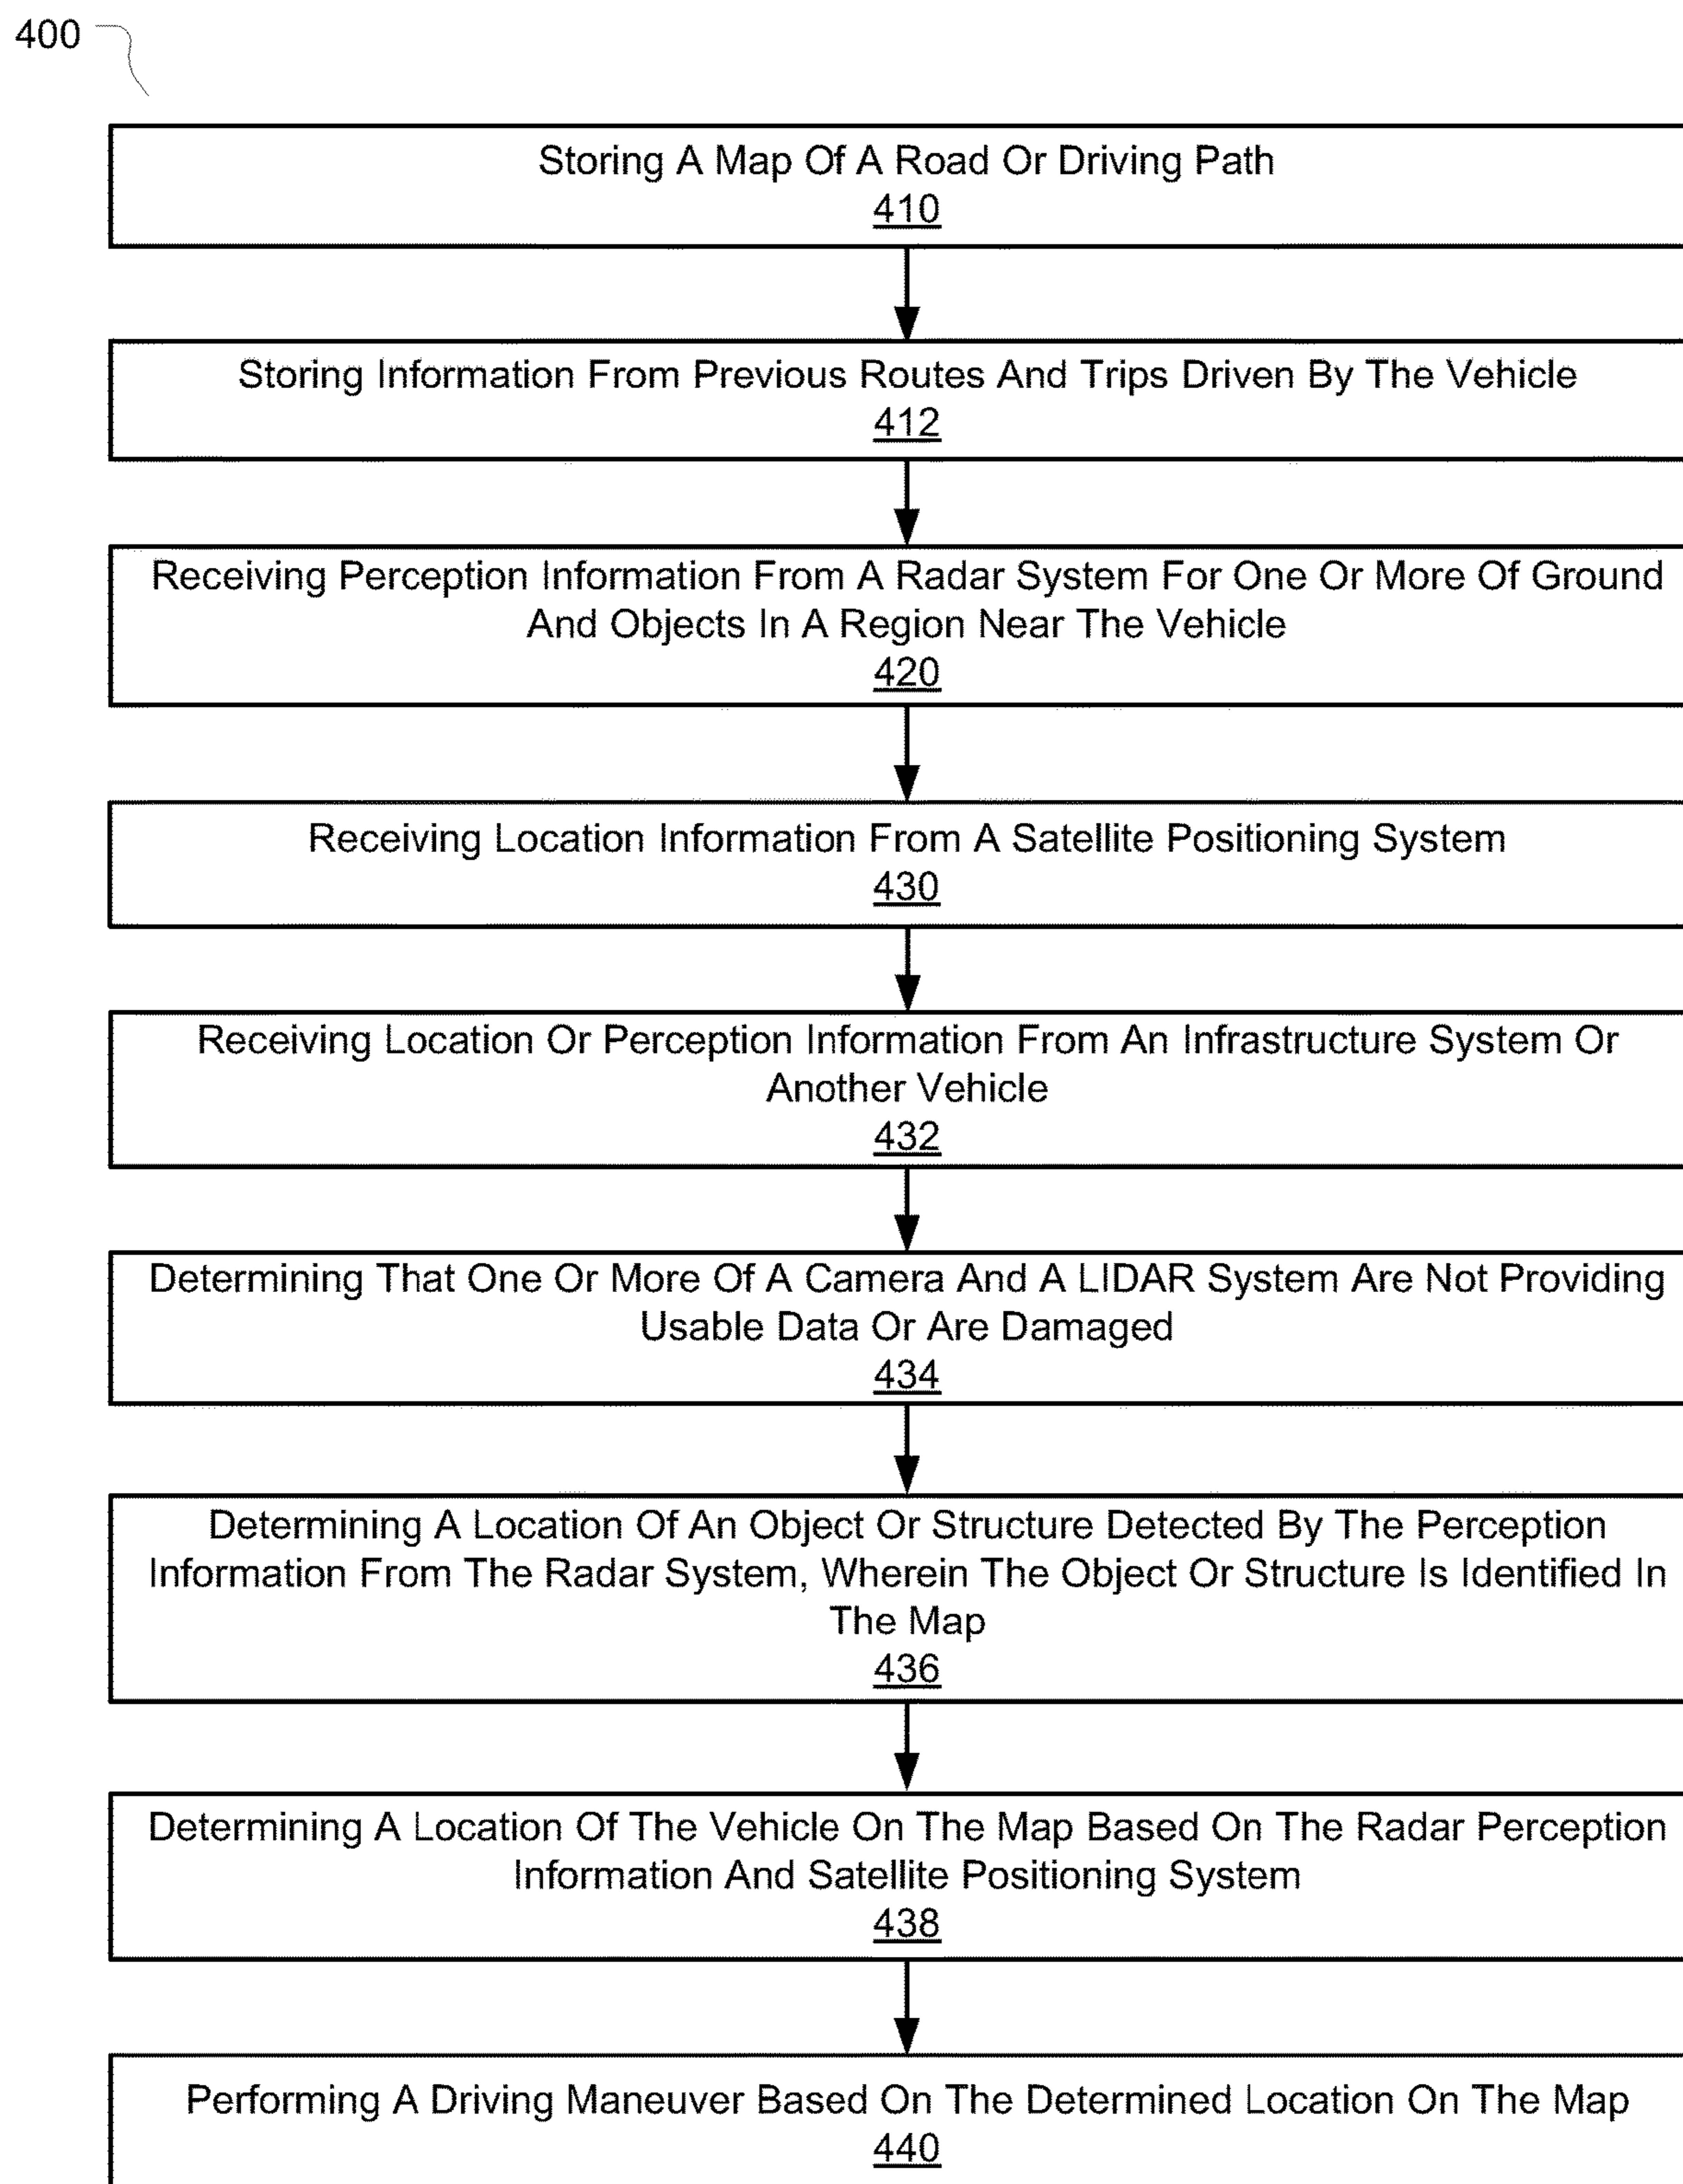 400
Storing A Map Of A Road Or Driving Path
410
Storing Information From Previous Routes And Trips Driven By The Vehicle
412
Receiving Perception Information From A Radar System For One Or More Of Ground
And Objects In A Region Near The Vehicle
420
Receiving Location Information From A Satellite Positioning System
430
Receiving Location Or Perception Information From An Infrastructure System Or
Another Vehicle
432
Determining That One Or More Of A Camera And A LIDAR System Are Not Providing
Usable Data Or Are Damaged
434
Determining A Location Of An Object Or Structure Detected By The Perception
Information From The Radar System, Wherein The Object Or Structure Is Identified In
The Map
436
Determining A Location Of The Vehicle On The Map Based On The Radar Perception
Information And Satellite Positioning System
438
Performing A Driving Maneuver Based On The Determined Location On The Map
440